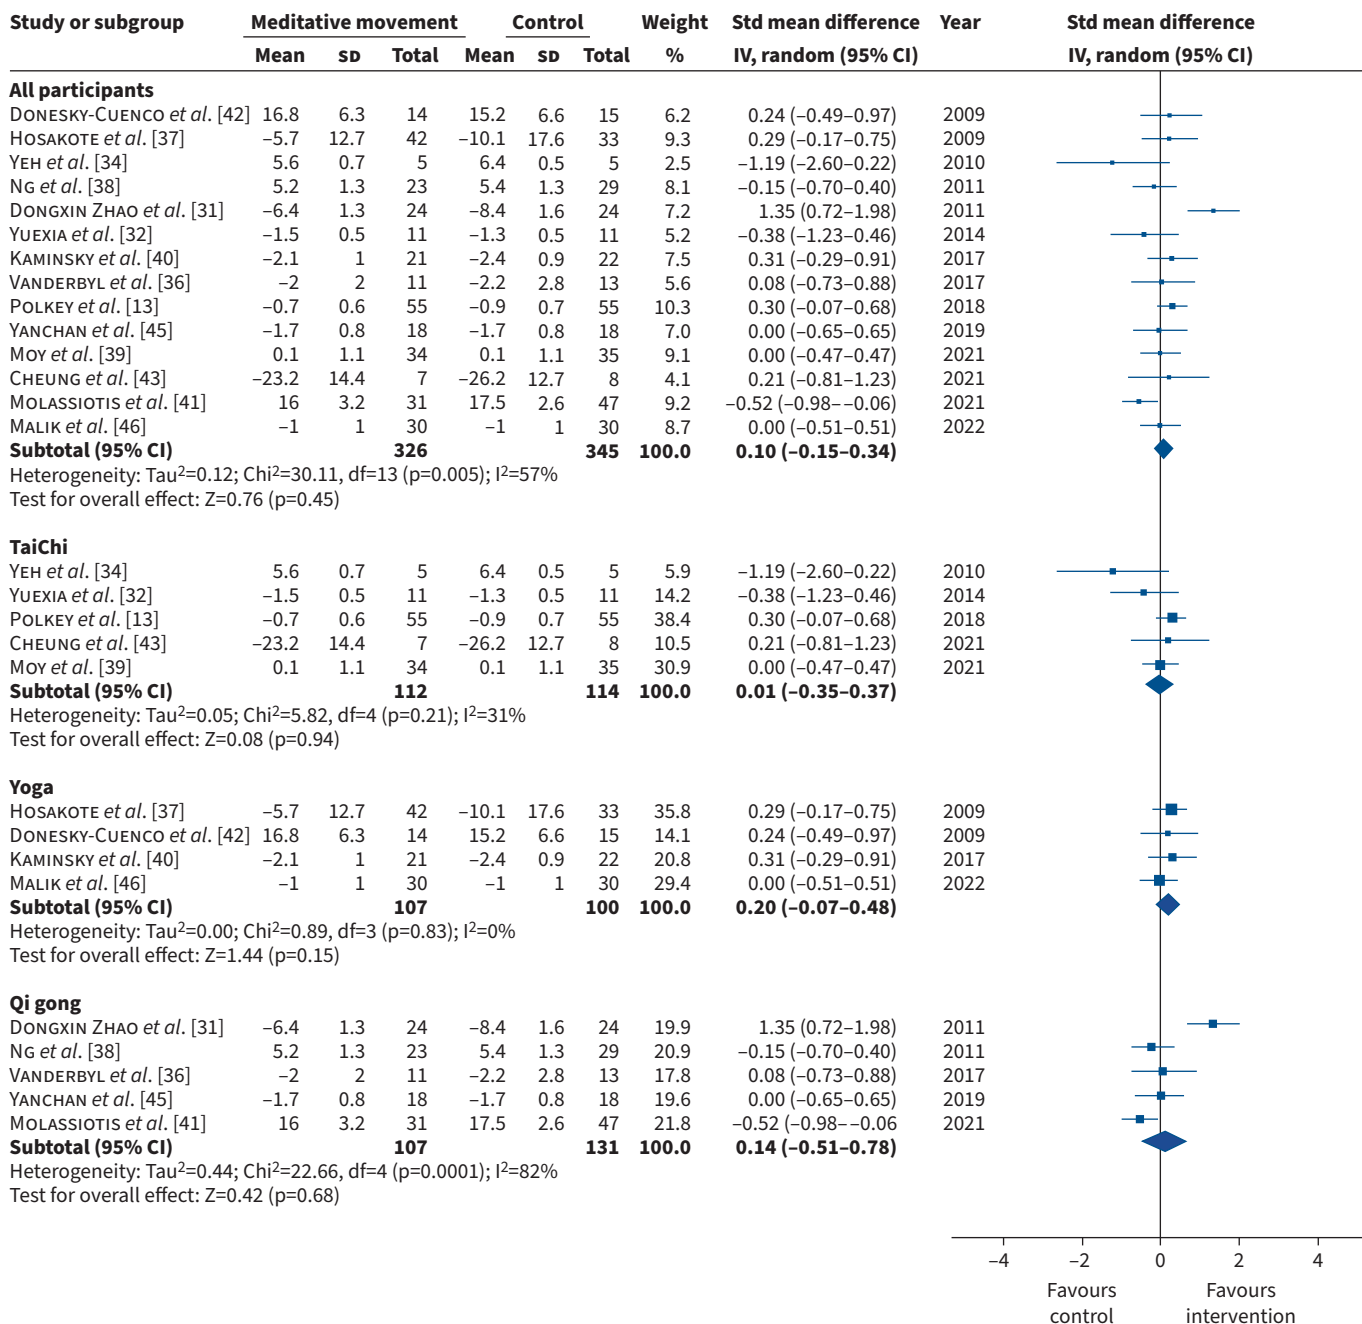 Study or subgroup Meditative movement Control Weight Std mean difference Year Std mean difference
Mean SD Total Mean SD Total % IV, random (95% CI) IV, random (95% CI)
All participants
DONESKY-CUENCO et al. [42] 16.8 6.3 14 15.2 6.6 15 6.2 0.24 (–0.49–0.97) 2009
HOSAKOTE et al. [37] –5.7 12.7 42 –10.1 17.6 33 9.3 0.29 (–0.17–0.75) 2009
YEH et al. [34] 5.6 0.7 5 6.4 0.5 5 2.5 –1.19 (–2.60–0.22) 2010
NG et al. [38] 5.2 1.3 23 5.4 1.3 29 8.1 –0.15 (–0.70–0.40) 2011
DONGXIN ZHAO et al. [31] –6.4 1.3 24 –8.4 1.6 24 7.2 1.35 (0.72–1.98) 2011
YUEXIA et al. [32] –1.5 0.5 11 –1.3 0.5 11 5.2 –0.38 (–1.23–0.46) 2014
KAMINSKY et al. [40] –2.1 1 21 –2.4 0.9 22 7.5 0.31 (–0.29–0.91) 2017
VANDERBYL et al. [36] –2 2 11 –2.2 2.8 13 5.6 0.08 (–0.73–0.88) 2017
POLKEY et al. [13] –0.7 0.6 55 –0.9 0.7 55 10.3 0.30 (–0.07–0.68) 2018
YANCHAN et al. [45] –1.7 0.8 18 –1.7 0.8 18 7.0 0.00 (–0.65–0.65) 2019
MOY et al. [39] 0.1 1.1 34 0.1 1.1 35 9.1 0.00 (–0.47–0.47) 2021
CHEUNG et al. [43] –23.2 14.4 7 –26.2 12.7 8 4.1 0.21 (–0.81–1.23) 2021
MOLASSIOTIS et al. [41] 16 3.2 31 17.5 2.6 47 9.2 –0.52 (–0.98––0.06) 2021
MALIK et al. [46] –1 1 30 –1 1 30 8.7 0.00 (–0.51–0.51) 2022
Subtotal (95% CI) 326 345 100.0 0.10 (–0.15–0.34)
Heterogeneity: Tau²=0.12; Chi²=30.11, df=13 (p=0.005); I²=57%
Test for overall effect: Z=0.76 (p=0.45)
TaiChi
YEH et al. [34] 5.6 0.7 5 6.4 0.5 5 5.9 –1.19 (–2.60–0.22) 2010
YUEXIA et al. [32] –1.5 0.5 11 –1.3 0.5 11 14.2 –0.38 (–1.23–0.46) 2014
POLKEY et al. [13] –0.7 0.6 55 –0.9 0.7 55 38.4 0.30 (–0.07–0.68) 2018
CHEUNG et al. [43] –23.2 14.4 7 –26.2 12.7 8 10.5 0.21 (–0.81–1.23) 2021
MOY et al. [39] 0.1 1.1 34 0.1 1.1 35 30.9 0.00 (–0.47–0.47) 2021
Subtotal (95% CI) 112 114 100.0 0.01 (–0.35–0.37)
Heterogeneity: Tau²=0.05; Chi²=5.82, df=4 (p=0.21); I²=31%
Test for overall effect: Z=0.08 (p=0.94)
Yoga
HOSAKOTE et al. [37] –5.7 12.7 42 –10.1 17.6 33 35.8 0.29 (–0.17–0.75) 2009
DONESKY-CUENCO et al. [42] 16.8 6.3 14 15.2 6.6 15 14.1 0.24 (–0.49–0.97) 2009
KAMINSKY et al. [40] –2.1 1 21 –2.4 0.9 22 20.8 0.31 (–0.29–0.91) 2017
MALIK et al. [46] –1 1 30 –1 1 30 29.4 0.00 (–0.51–0.51) 2022
Subtotal (95% CI) 107 100 100.0 0.20 (–0.07–0.48)
Heterogeneity: Tau²=0.00; Chi²=0.89, df=3 (p=0.83); I²=0%
Test for overall effect: Z=1.44 (p=0.15)
Qi gong
DONGXIN ZHAO et al. [31] –6.4 1.3 24 –8.4 1.6 24 19.9 1.35 (0.72–1.98) 2011
NG et al. [38] 5.2 1.3 23 5.4 1.3 29 20.9 –0.15 (–0.70–0.40) 2011
VANDERBYL et al. [36] –2 2 11 –2.2 2.8 13 17.8 0.08 (–0.73–0.88) 2017
YANCHAN et al. [45] –1.7 0.8 18 –1.7 0.8 18 19.6 0.00 (–0.65–0.65) 2019
MOLASSIOTIS et al. [41] 16 3.2 31 17.5 2.6 47 21.8 –0.52 (–0.98––0.06 2021
Subtotal (95% CI) 107 131 100.0 0.14 (–0.51–0.78)
Heterogeneity: Tau²=0.44; Chi²=22.66, df=4 (p=0.0001); I²=82%
Test for overall effect: Z=0.42 (p=0.68)
–4 –2 0 2 4
Favours Favours
control intervention